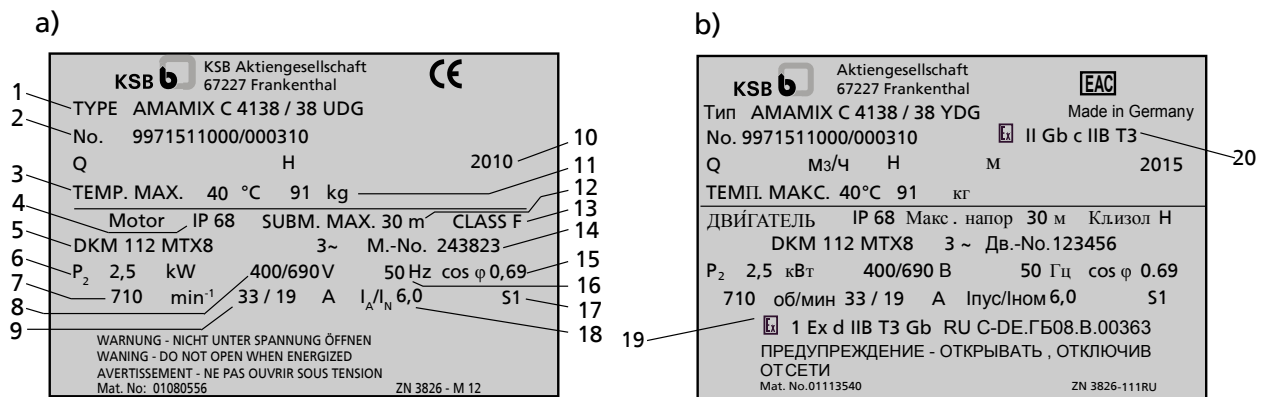 a)
KSB b KSB Aktiengesellschaft
67227 Frankenthal
CE
1 TYPE AMAMIX C 4138 / 38 UDG
2 No. 9971511000/000310
Q H 2010 10
3 TEMP. MAX. 40 °C 91 kg 11
4 Motor IP 68 SUBM. MAX. 30 m CLASS F 12 13
5 DKM 112 MTX8 3~ M.-No. 243823 14
6 P2 2,5 kW 400/690 V 50 Hz cos φ 0,69 15
7 710 min-1 33 / 19 A IA/IN 6,0 S1 16 17
8
9 18
WARNUNG - NICHT UNTER SPANNUNG ÖFFNEN
WANING - DO NOT OPEN WHEN ENERGIZED
AVERTISSEMENT - NE PAS OUVRIR SOUS TENSION
Mat. No: 01080556 ZN 3826 - M 12
b)
KSB b Aktiengesellschaft
67227 Frankenthal
EAC
Тип AMAMIX C 4138 / 38 YDG Made in Germany
No. 9971511000/000310 Ex II Gb c IIB T3 20
Q м3/ч H м 2015
ТЕМП. МАКС. 40°C 91 кг
ДВИ́ГАТЕЛЬ IP 68 Макс . напор 30 м Кл.изол H
DKM 112 MTX8 3 ~ Дв.-No.123456
P2 2,5 кВт 400/690 В 50 Гц cos φ 0.69
710 об/мин 33 / 19 A Iпус/Iном 6,0 S1
19 Ex 1 Ex d IIB T3 Gb RU C-DE.ГБ08.B.00363
ПРЕДУПРЕЖДЕНИЕ - ОТКРЫВАТЬ , ОТКЛЮЧИВ
ОТ СЕТИ
Mat. No.01113540 ZN 3826-111RU